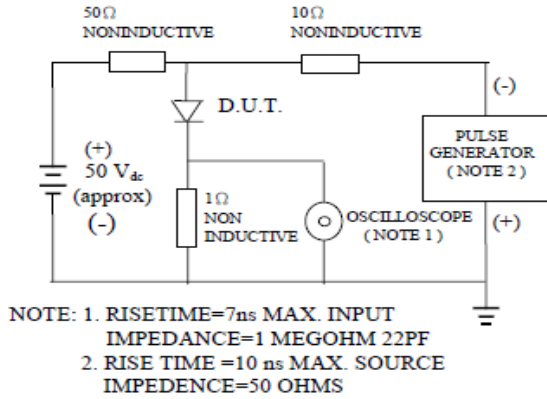 50Ω
NONINDUCTIVE
10Ω
NONINDUCTIVE
(-)
D.U.T.
PULSE
GENERATOR
( NOTE 2 )
(+)
50 Vdc
(approx)
(-)
1Ω
NON
INDUCTIVE
OSCILLOSCOPE
( NOTE 1 )
(+)
NOTE: 1. RISETIME=7ns MAX. INPUT
IMPEDANCE=1 MEGOHM 22PF
2. RISE TIME =10 ns MAX. SOURCE
IMPEDENCE=50 OHMS